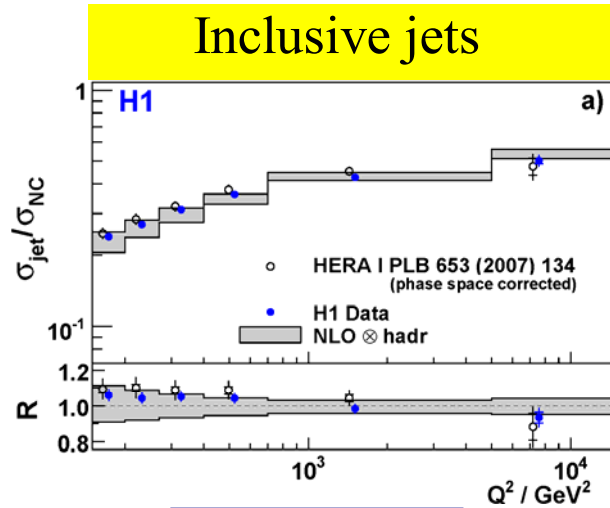 Inclusive jets
1
H1
a)
σjet/σNC
HERA I PLB 653 (2007) 134
(phase space corrected)
H1 Data
NLO ⊗ hadr
10⁻¹
1.2
R
1.0
0.8
10³
10⁴
Q² / GeV²